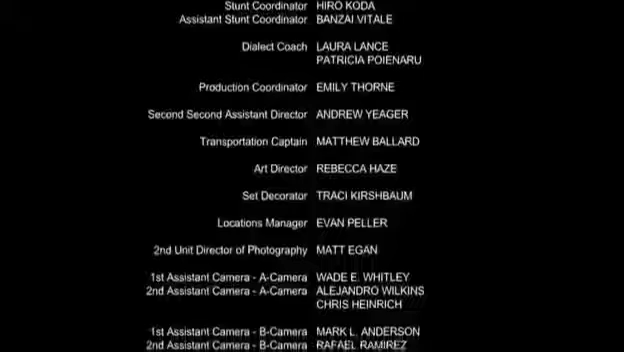 Stunt Coordinator HIRO KODA
Assistant Stunt Coordinator BANZAI VITALE
Dialect Coach LAURA LANCE
PATRICIA POIENARU
Production Coordinator EMILY THORNE
Second Second Assistant Director ANDREW YEAGER
Transportation Captain MATTHEW BALLARD
Art Director REBECCA HAZE
Set Decorator TRACI KIRSHBAUM
Locations Manager EVAN PELLER
2nd Unit Director of Photography MATT EGAN
1st Assistant Camera - A-Camera WADE E. WHITLEY
2nd Assistant Camera - A-Camera ALEJANDRO WILKINS
CHRIS HEINRICH
1st Assistant Camera - B-Camera MARK L. ANDERSON
2nd Assistant Camera - B-Camera RAFAEL RAMIREZ